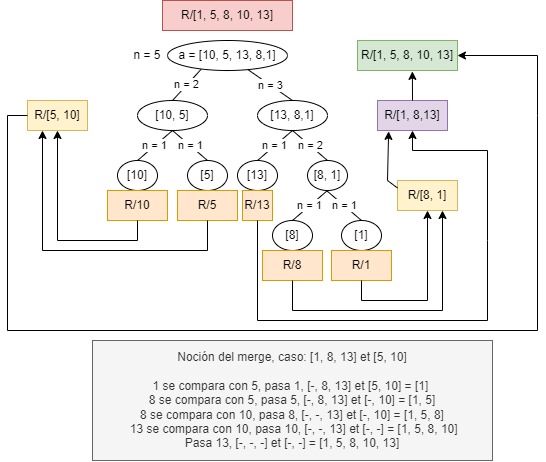 R/[1, 5, 8, 10, 13]
n = 5
a = [10, 5, 13, 8,1]
R/[1, 5, 8, 10, 13]
n = 2
n = 3
R/[5, 10]
[10, 5]
[13, 8,1]
R/[1, 8,13]
n = 1
n = 1
n = 1
n = 2
[10]
[5]
[13]
[8, 1]
R/10
R/5
R/13
R/[8, 1]
n = 1
n = 1
[8]
[1]
R/8
R/1
Noción del merge, caso: [1, 8, 13] et [5, 10]
1 se compara con 5, pasa 1, [-, 8, 13] et [5, 10] = [1]
8 se compara con 5, pasa 5, [-, 8, 13] et [-, 10] = [1, 5]
8 se compara con 10, pasa 8, [-, -, 13] et [-, 10] = [1, 5, 8]
13 se compara con 10, pasa 10, [-, -, 13] et [-, -] = [1, 5, 8, 10]
Pasa 13, [-, -, -] et [-, -] = [1, 5, 8, 10, 13]